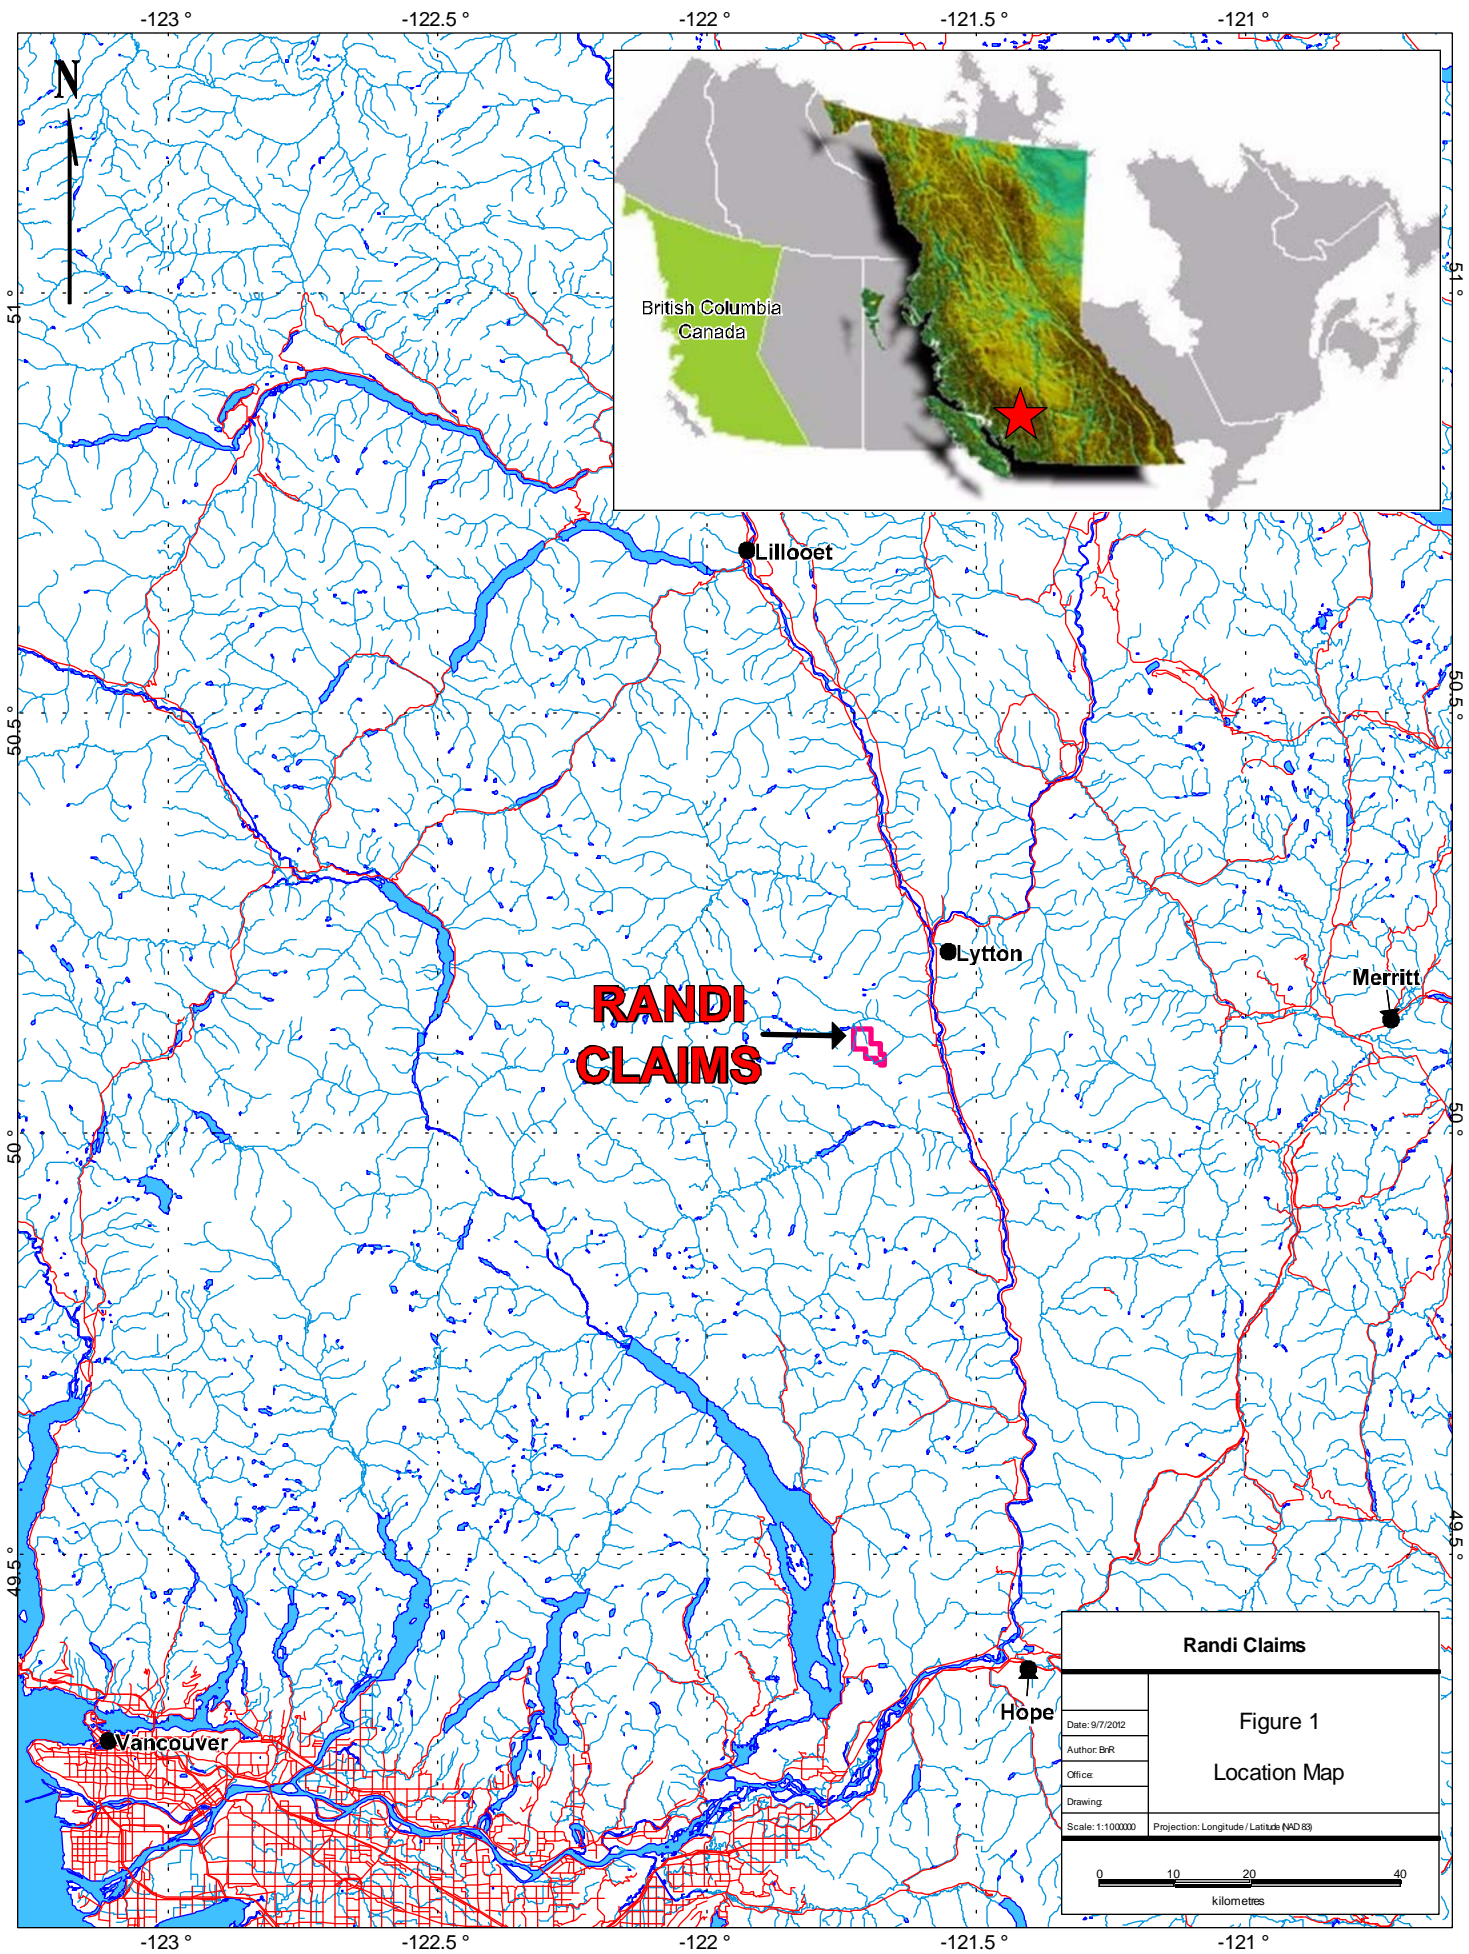 -123 °
-122.5 °
-122 °
-121.5 °
-121 °
N
British Columbia
Canada
51 °
51 °
Lillooet
50.5 °
50.5 °
Lytton
Merritt
RANDI
CLAIMS
50 °
50 °
49.5 °
49.5 °
Hope
Vancouver
Randi Claims
Figure 1
Location Map
Date: 9/7/2012
Author: BnR
Office:
Drawing:
Scale: 1:1000000
Projection: Longitude / Latitude (NAD 83)
0 10 20 40
kilometres
-123 °
-122.5 °
-122 °
-121.5 °
-121 °